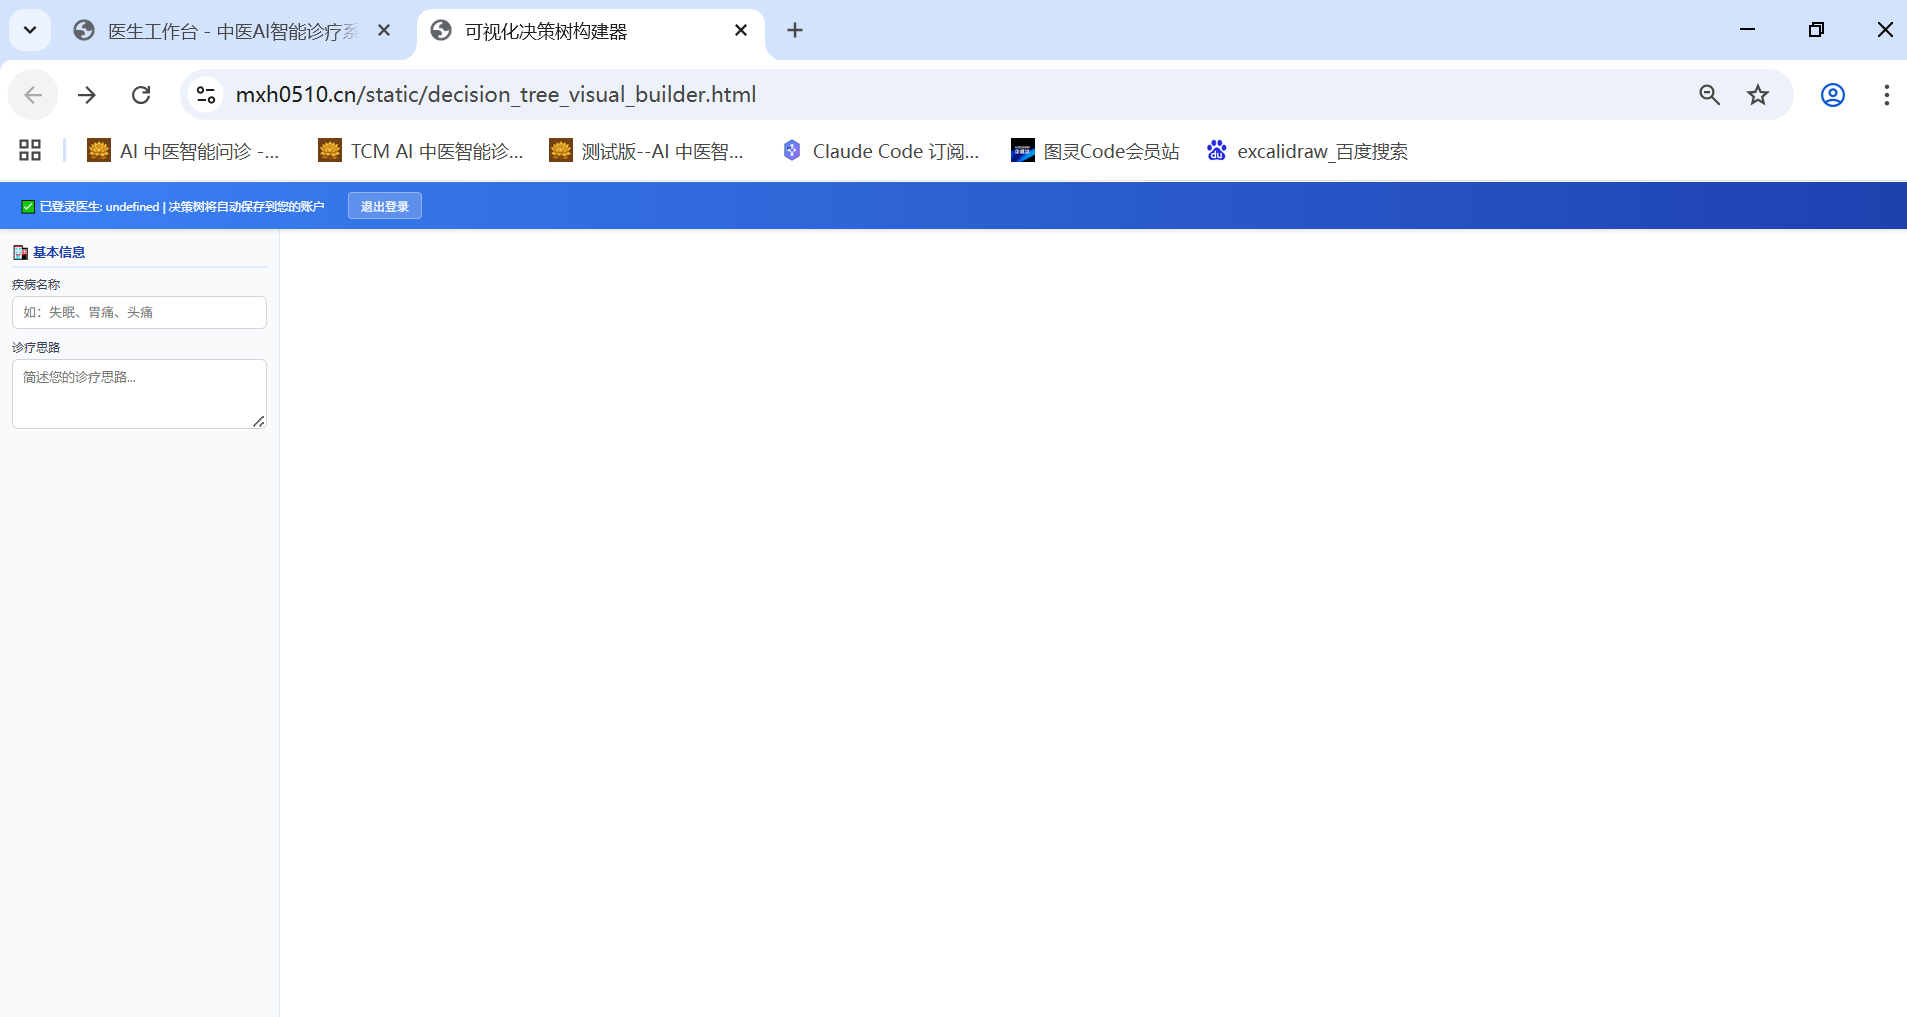 医生工作台 - 中医AI智能诊疗系
可视化决策树构建器
mxh0510.cn/static/decision_tree_visual_builder.html
AI 中医智能问诊 -...
TCM AI 中医智能诊...
测试版--AI 中医智...
Claude Code 订阅...
图灵Code会员站
excalidraw_百度搜索
已登录医生: undefined | 决策树将自动保存到您的账户
退出登录
基本信息
疾病名称
如：失眠、胃痛、头痛
诊疗思路
简述您的诊疗思路...